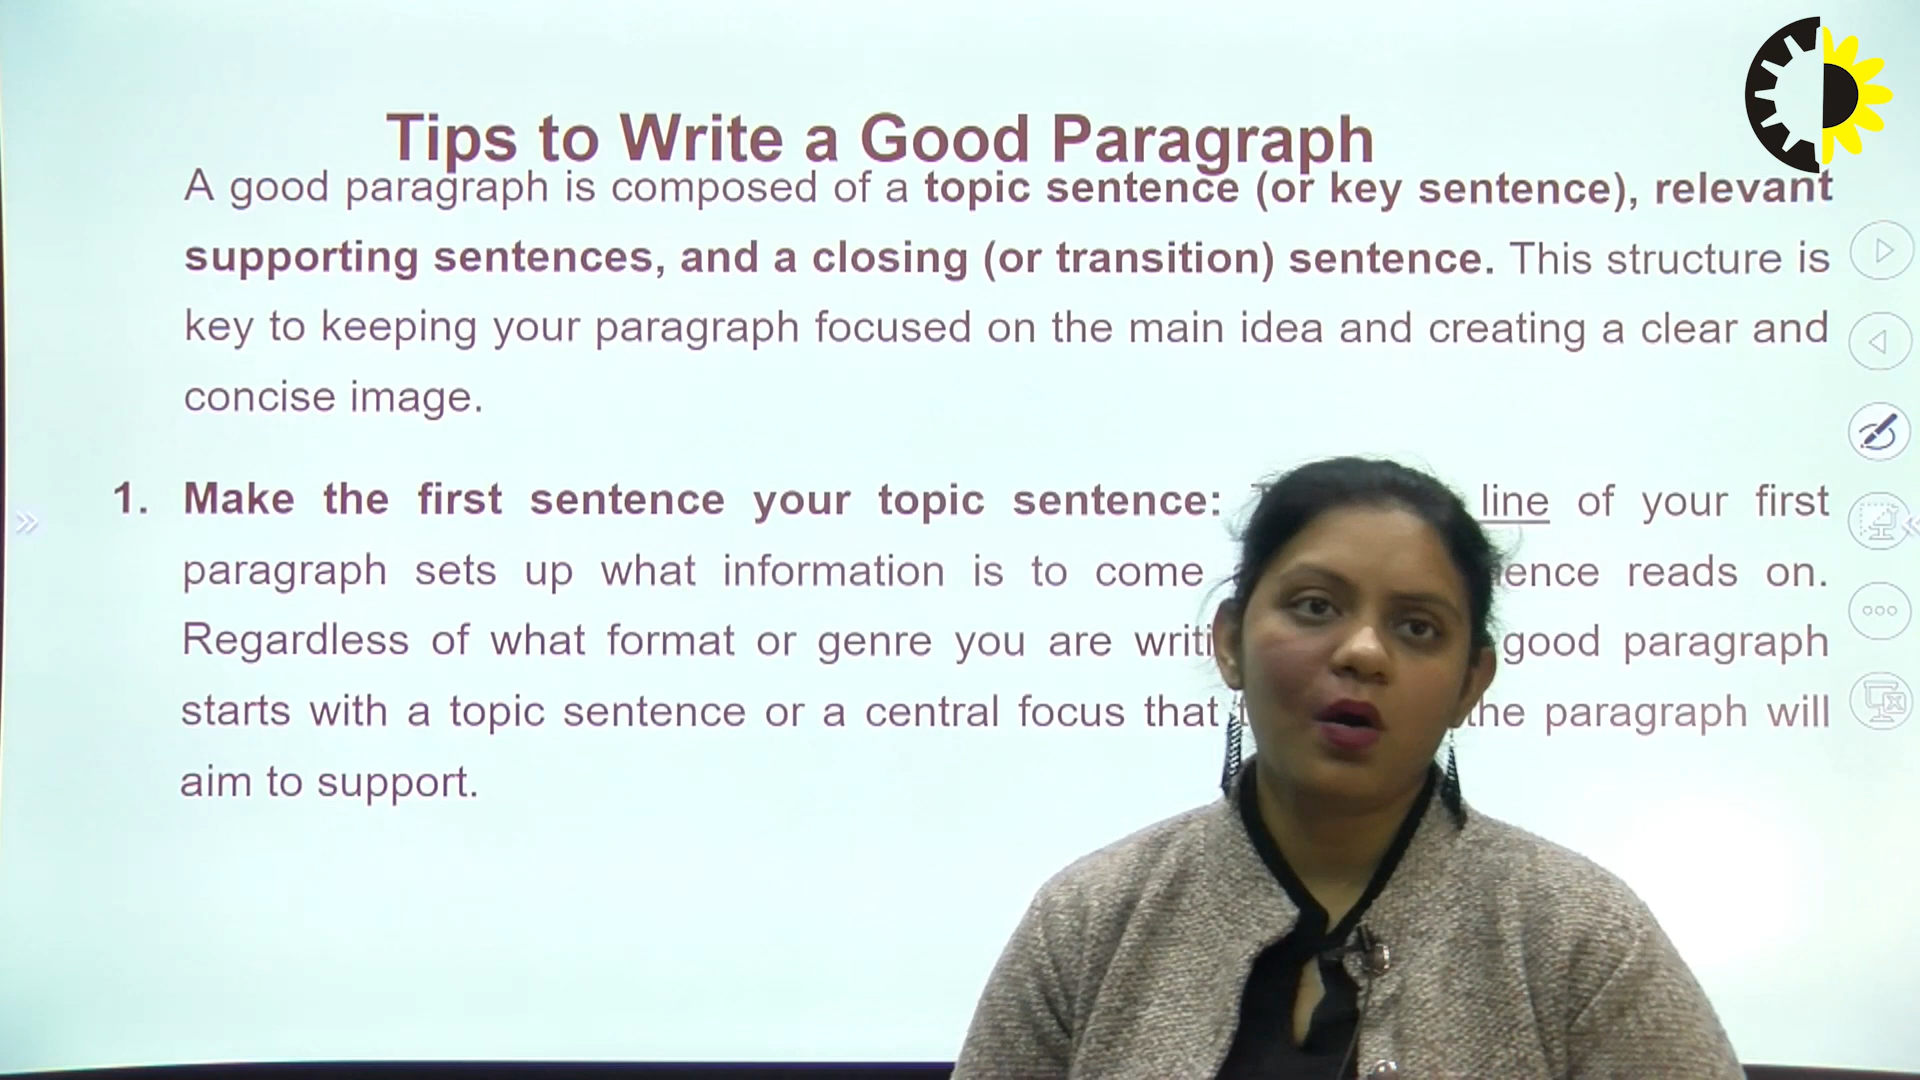 Tips to Write a Good Paragraph
A good paragraph is composed of a topic sentence (or key sentence), relevant
supporting sentences, and a closing (or transition) sentence. This structure is
key to keeping your paragraph focused on the main idea and creating a clear and
concise image.
1. Make the first sentence your topic sentence: line of your first
paragraph sets up what information is to come reads on.
Regardless of what format or genre you are good paragraph
starts with a topic sentence or a central focus that the paragraph will
aim to support.